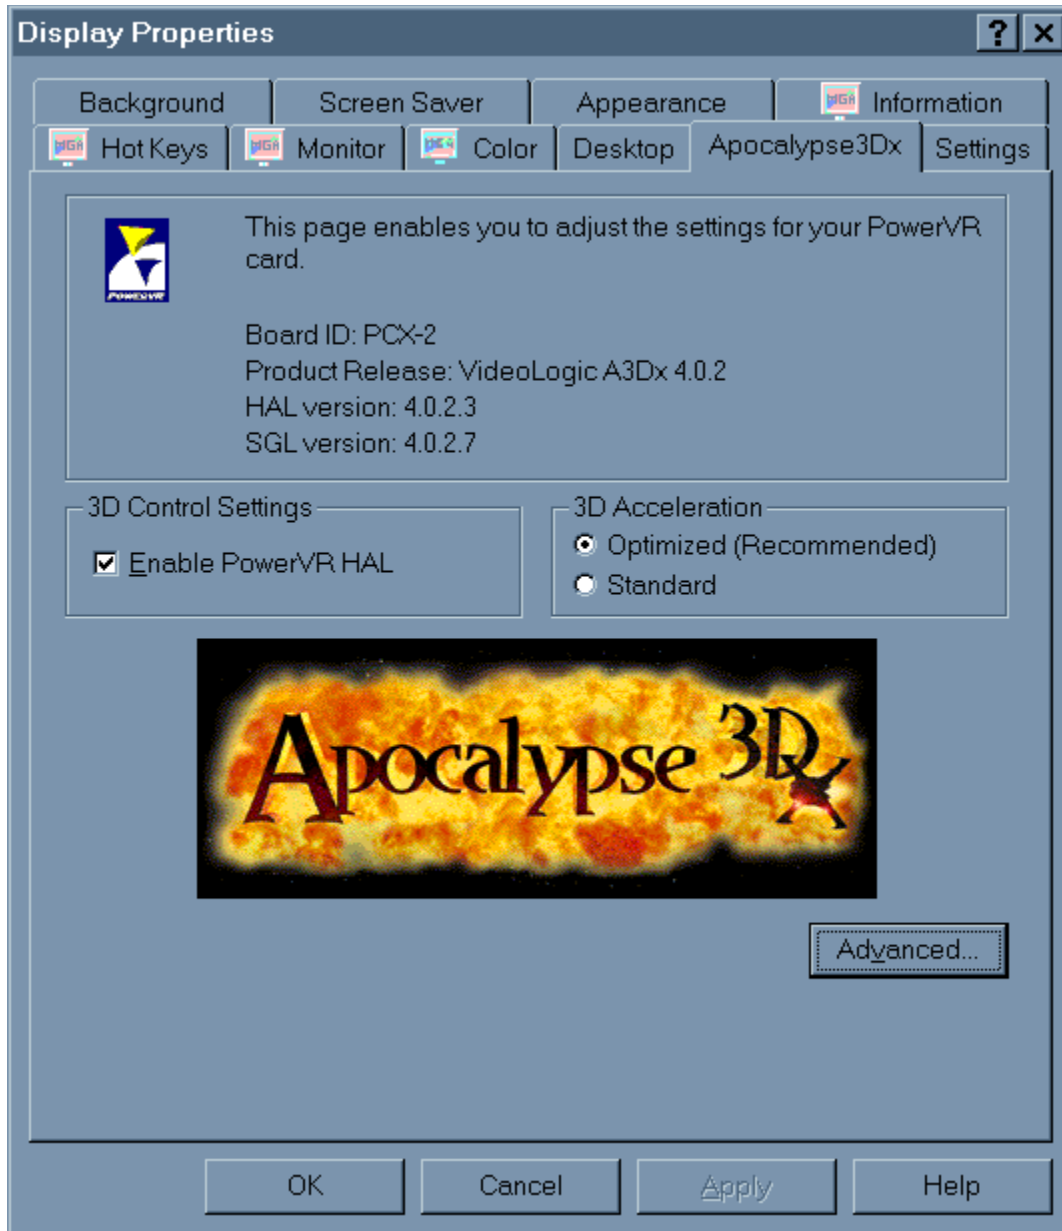 Display Properties
Background Screen Saver Appearance Information
Hot Keys Monitor Color Desktop Apocalypse3Dx Settings
This page enables you to adjust the settings for your PowerVR
card.
POWERVR
Board ID: PCX-2
Product Release: VideoLogic A3Dx 4.0.2
HAL version: 4.0.2.3
SGL version: 4.0.2.7
3D Control Settings
Enable PowerVR HAL
3D Acceleration
Optimized (Recommended)
Standard
Apocalypse 3Dx
Advanced...
OK Cancel Apply Help